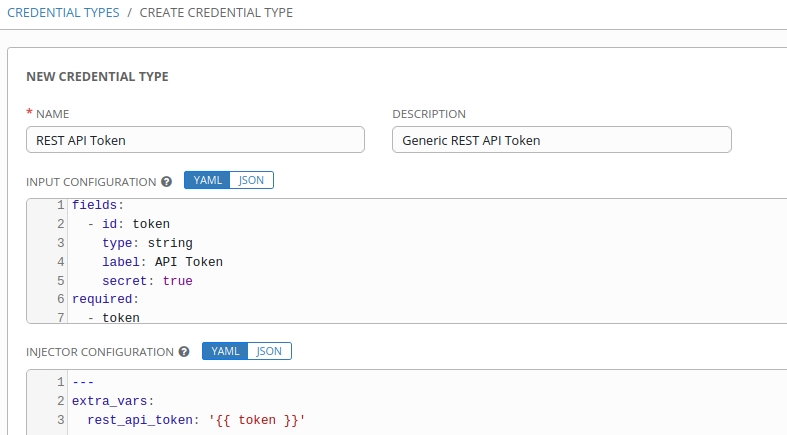 CREDENTIAL TYPES / CREATE CREDENTIAL TYPE
NEW CREDENTIAL TYPE
* NAME
DESCRIPTION
REST API Token
Generic REST API Token
INPUT CONFIGURATION ? YAML JSON
1 fields:
2   - id: token
3     type: string
4     label: API Token
5     secret: true
6 required:
7   - token
INJECTOR CONFIGURATION ? YAML JSON
1 ---
2 extra_vars:
3   rest_api_token: '{{ token }}'